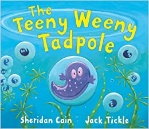 The
Teeny Weeny
Tadpole
Sheridan Cain Jack Tickle